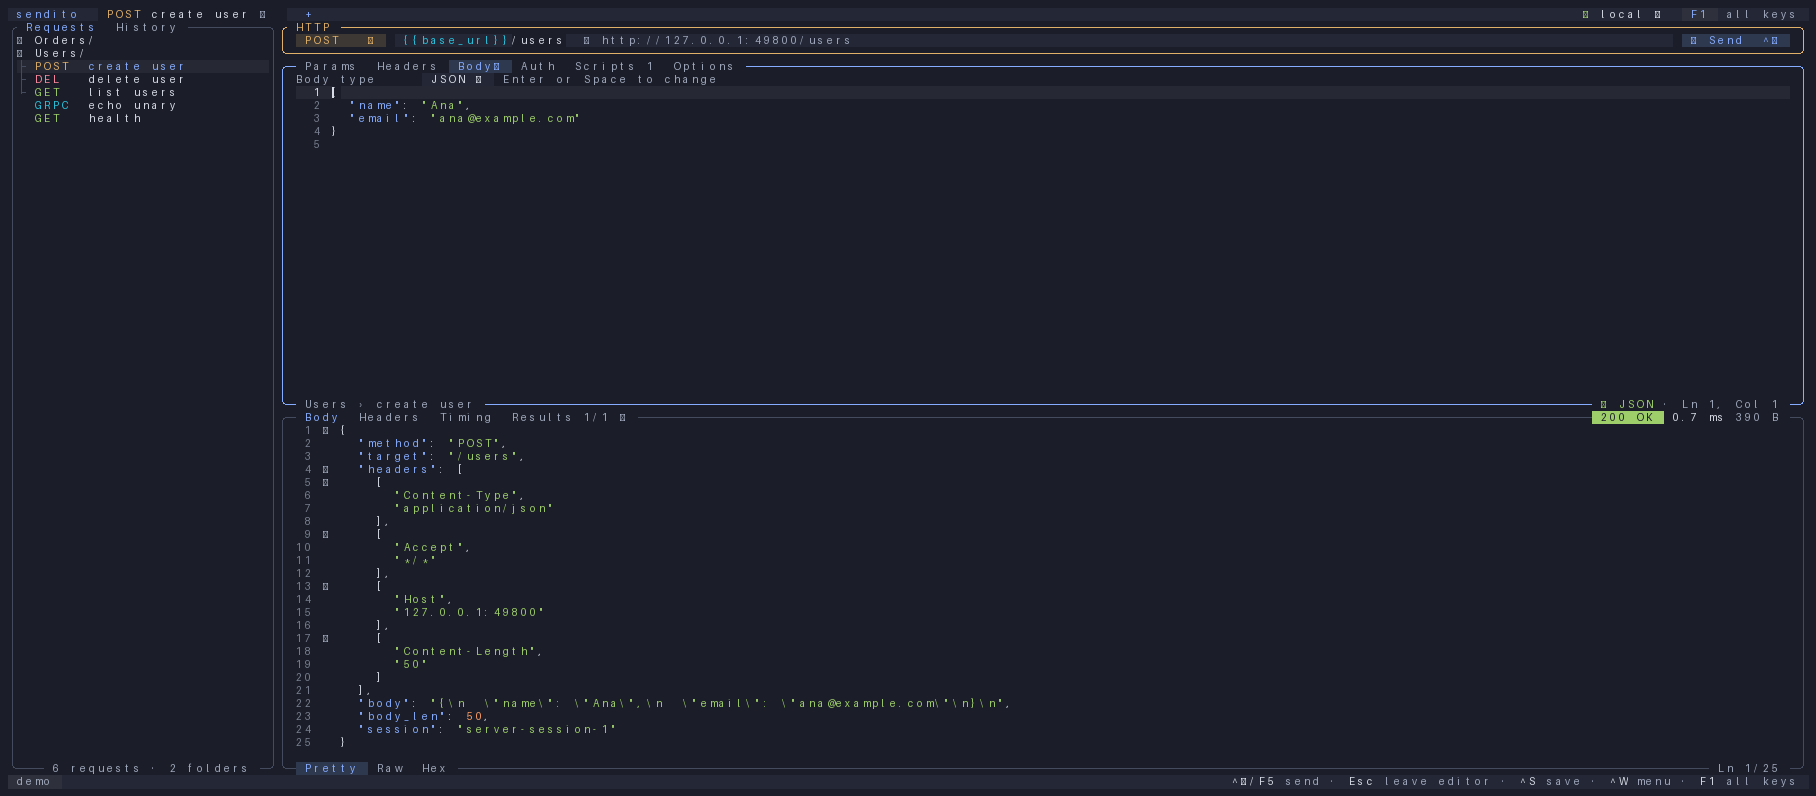 sendito POST create user + local F1 all keys
Requests History
Orders/
Users/
POST create user
DEL delete user
GET list users
GRPC echo unary
GET health
6 requests · 2 folders
HTTP
POST {{base_url}}/users http://127.0.0.1:49800/users Send ^
Params Headers Body Auth Scripts 1 Options
Body type JSON Enter or Space to change
1 {
2 "name": "Ana",
3 "email": "ana@example.com"
4 }
5
Users › create user JSON · Ln 1, Col 1
Body Headers Timing Results 1/1 200 OK 0.7 ms 390 B
1 {
2 "method": "POST",
3 "target": "/users",
4 "headers": [
5 [
6 "Content-Type",
7 "application/json"
8 ],
9 [
10 "Accept",
11 "*/*"
12 ],
13 [
14 "Host",
15 "127.0.0.1:49800"
16 ],
17 [
18 "Content-Length",
19 "50"
20 ]
21 ],
22 "body": "{\n  \"name\": \"Ana\",\n  \"email\": \"ana@example.com\"\n}\n",
23 "body_len": 50,
24 "session": "server-session-1"
25 }
Pretty Raw Hex Ln 1/25
demo ^/F5 send · Esc leave editor · ^S save · ^W menu · F1 all keys